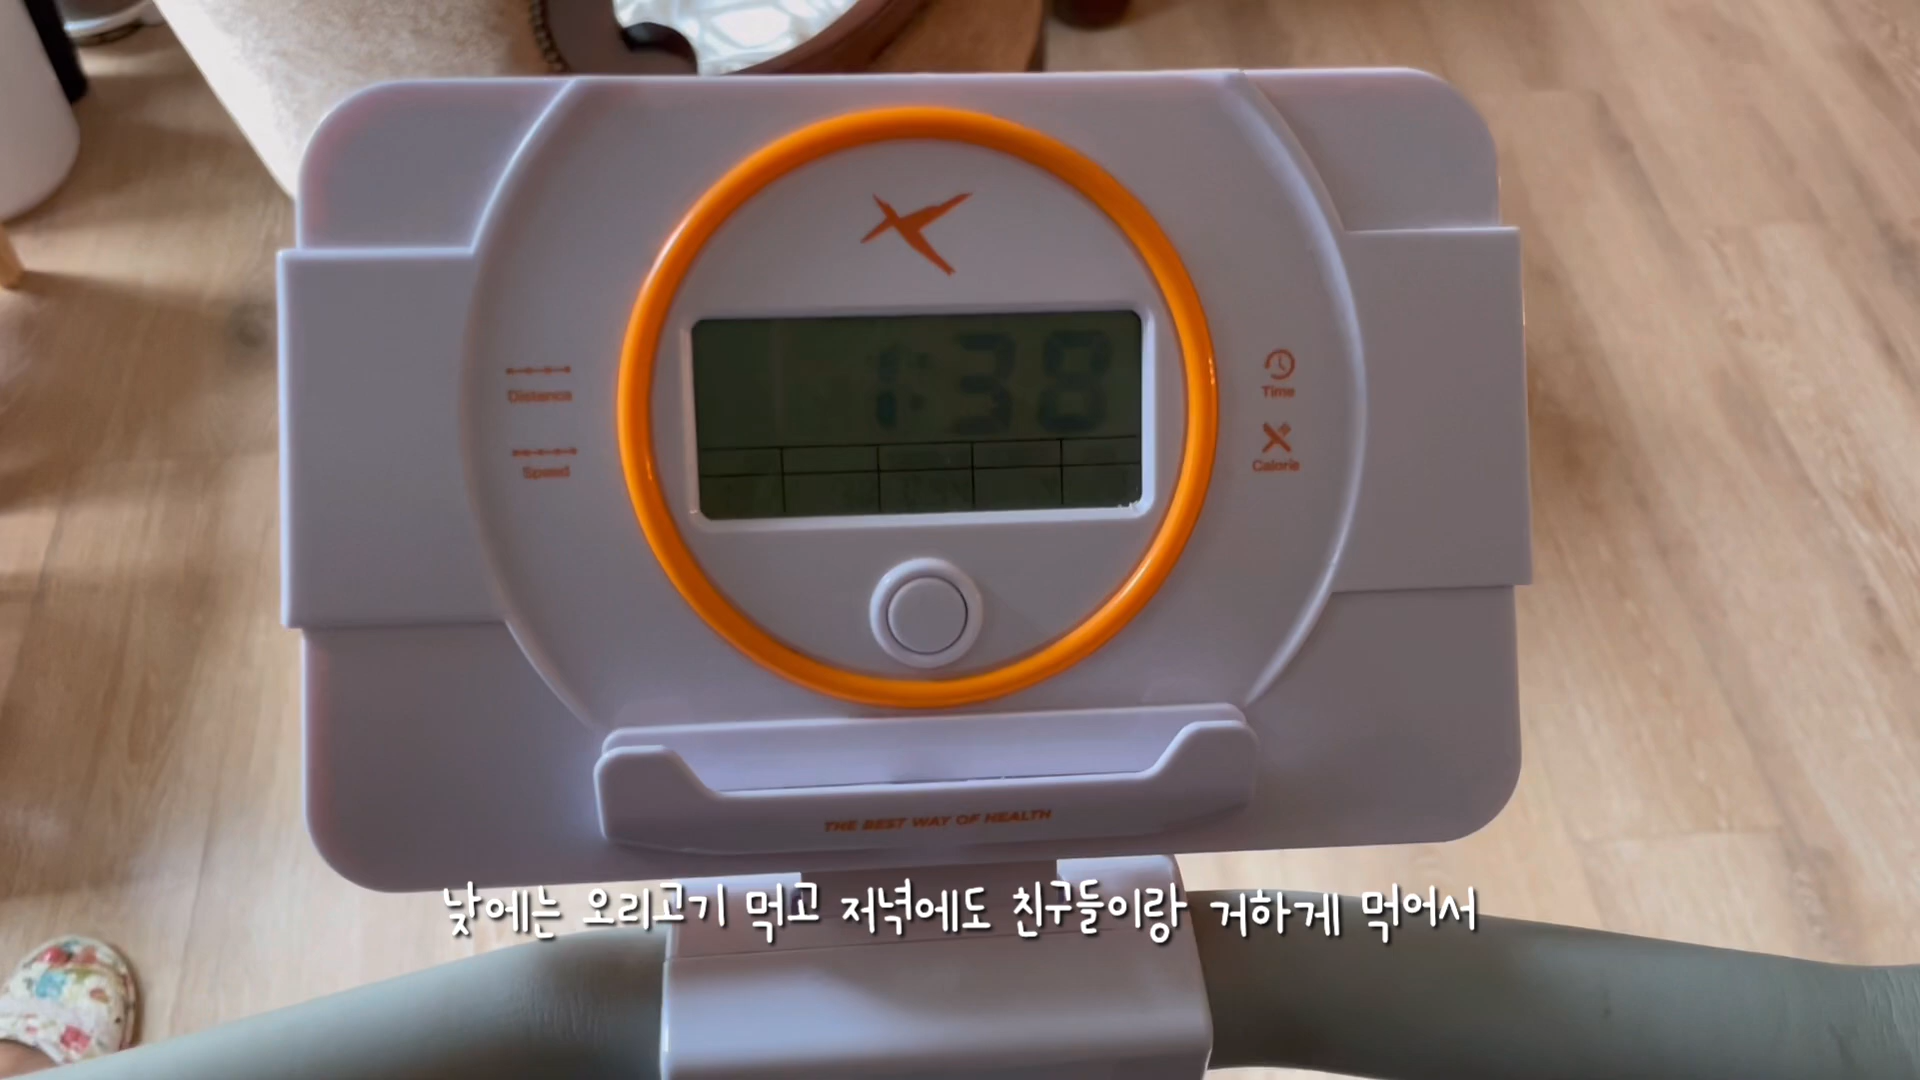 1:38
Distance
Time
Speed
Calorie
THE BEST WAY OF HEALTH
낮에는 오리고기 먹고 저녁에도 친구들이랑 거하게 먹어서